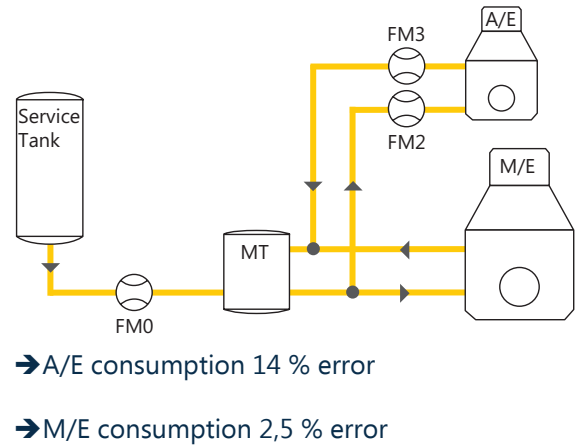 A/E
FM3
Service
Tank
FM2
M/E
MT
FM0
➔A/E consumption 14 % error
➔M/E consumption 2,5 % error